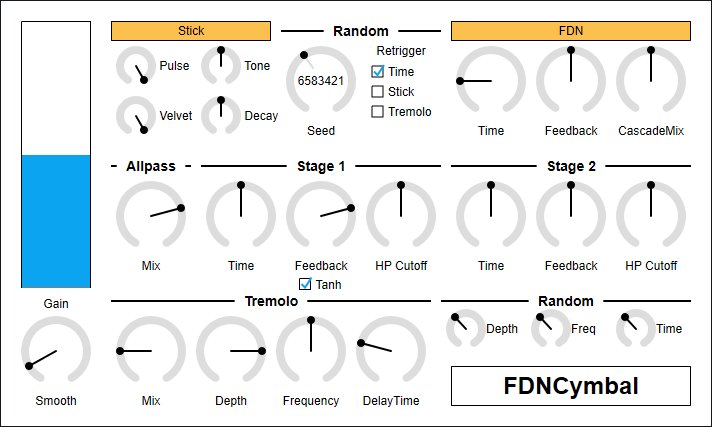 Stick
Random
FDN
Pulse
Tone
Velvet
Decay
6583421
Seed
Retrigger
Time
Stick
Tremolo
Time
Feedback
CascadeMix
Allpass
Stage 1
Stage 2
Mix
Time
Feedback
HP Cutoff
Tanh
Time
Feedback
HP Cutoff
Gain
Smooth
Tremolo
Random
Mix
Depth
Frequency
DelayTime
Depth
Freq
Time
FDNCymbal